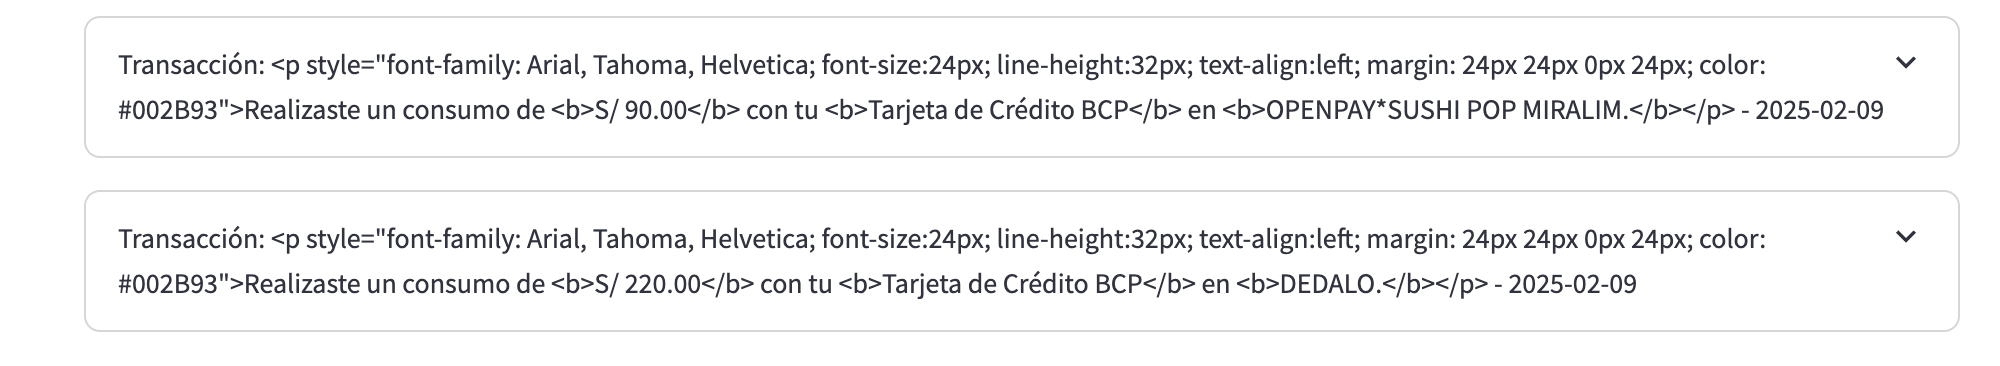 Transacción: <p style="font-family: Arial, Tahoma, Helvetica; font-size:24px; line-height:32px; text-align:left; margin: 24px 24px 0px 24px; color:
#002B93">Realizaste un consumo de <b>S/ 90.00</b> con tu <b>Tarjeta de Crédito BCP</b> en <b>OPENPAY*SUSHI POP MIRALIM.</b></p> - 2025-02-09
Transacción: <p style="font-family: Arial, Tahoma, Helvetica; font-size:24px; line-height:32px; text-align:left; margin: 24px 24px 0px 24px; color:
#002B93">Realizaste un consumo de <b>S/ 220.00</b> con tu <b>Tarjeta de Crédito BCP</b> en <b>DEDALO.</b></p> - 2025-02-09